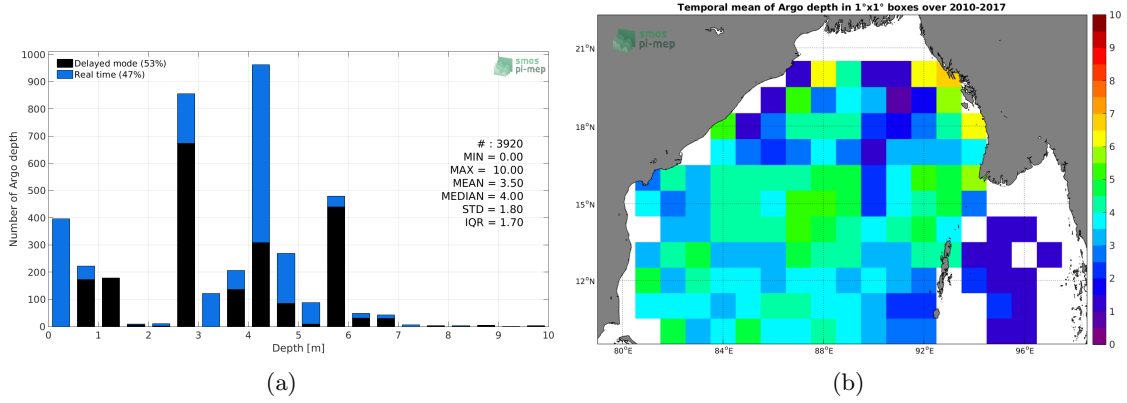 Delayed mode (53%)
Real time (47%)
smos
pi-mep
# : 3920
MIN = 0.00
MAX = 10.00
MEAN = 3.50
MEDIAN = 4.00
STD = 1.80
IQR = 1.70
Number of Argo depth
1000
900
800
700
600
500
400
300
200
100
0
0 1 2 3 4 5 6 7 8 9 10
Depth [m]
(a)
Temporal mean of Argo depth in 1°x1° boxes over 2010-2017
smos
pi-mep
21°N
18°N
15°N
12°N
80°E 84°E 88°E 92°E 96°E
10
9
8
7
6
5
4
3
2
1
0
(b)